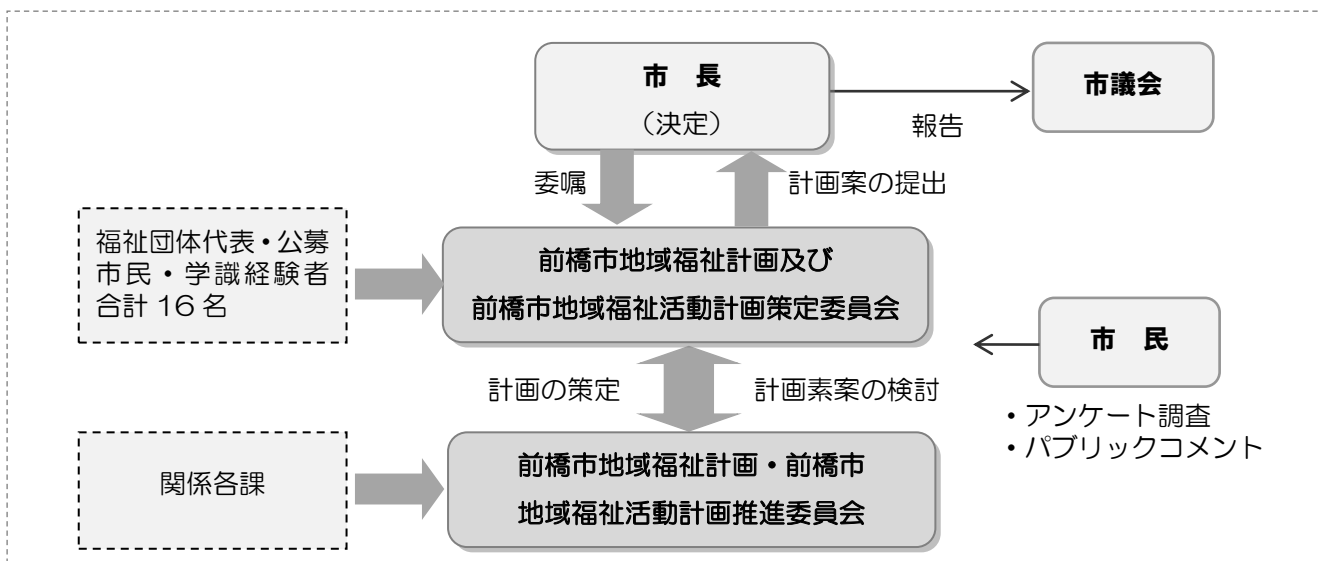 市 長
(決定)
市議会
報告
委嘱
計画案の提出
福祉団体代表・公募
市民・学識経験者
合計 16 名
前橋市地域福祉計画及び
前橋市地域福祉活動計画策定委員会
市 民
計画の策定
計画素案の検討
・アンケート調査
・パブリックコメント
関係各課
前橋市地域福祉計画・前橋市
地域福祉活動計画推進委員会